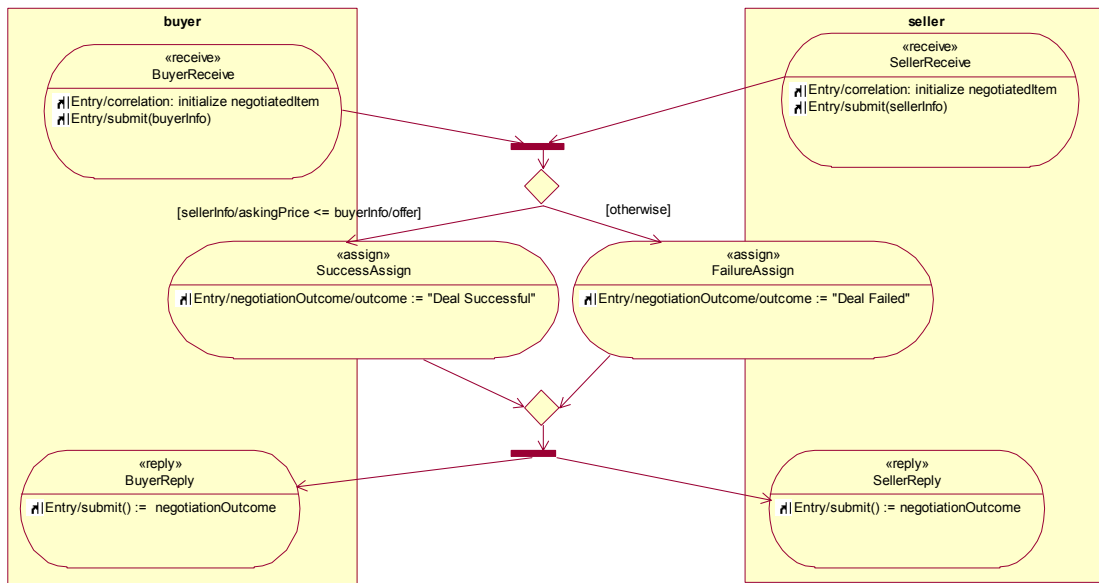 buyer
seller
«receive»
BuyerReceive
Entry/correlation: initialize negotiatedItem
Entry/submit(buyerInfo)
«receive»
SellerReceive
Entry/correlation: initialize negotiatedItem
Entry/submit(sellerInfo)
[sellerInfo/askingPrice <= buyerInfo/offer]
[otherwise]
«assign»
SuccessAssign
Entry/negotiationOutcome/outcome := "Deal Successful"
«assign»
FailureAssign
Entry/negotiationOutcome/outcome := "Deal Failed"
«reply»
BuyerReply
Entry/submit() :=  negotiationOutcome
«reply»
SellerReply
Entry/submit() := negotiationOutcome